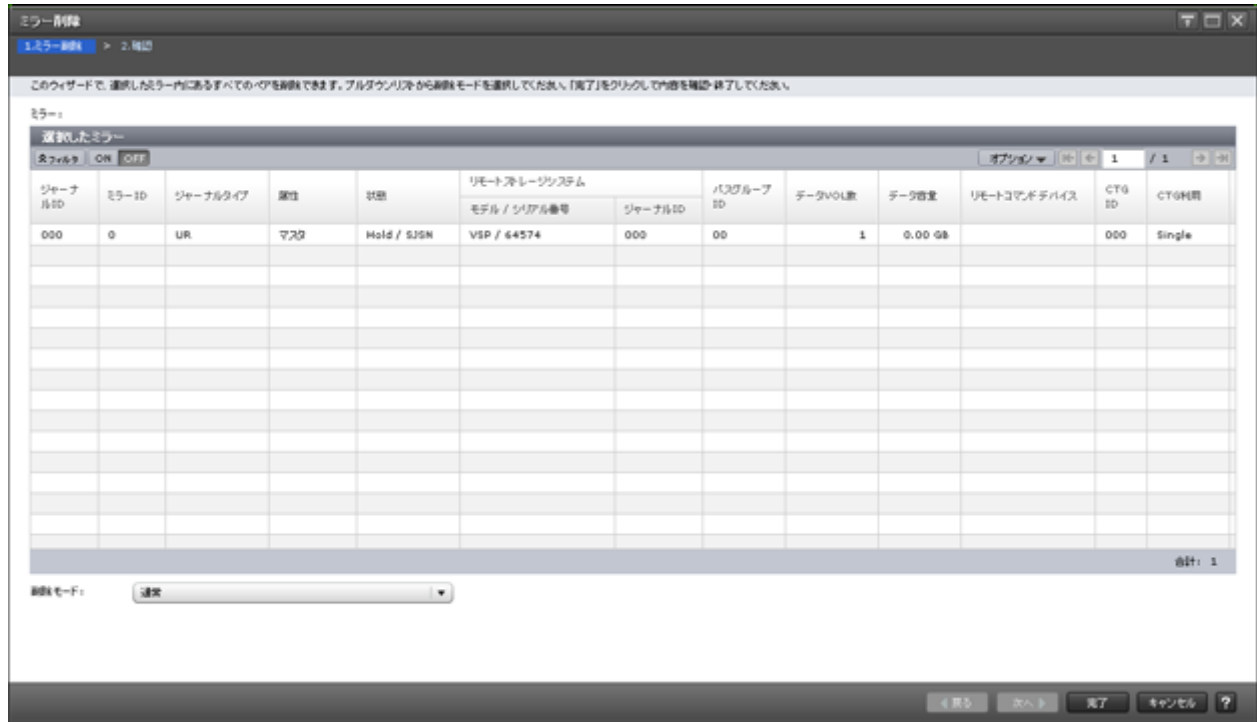 ミラー削除
1.ミラー削除 > 2.確認
このウィザードで、選択したミラー内にあるすべてのペアを削除できます。プルダウンリストから削除モードを選択してください。「完了」をクリックして内容を確認・終了してください。
ミラー:
選択したミラー
フィルタ ON OFF オプション 1 / 1
ジャーナルID ミラーID ジャーナルタイプ 属性 状態 リモートストレージシステム パスグループID データVOL数 データ容量 リモートコマンドデバイス CTG ID CTG利用
モデル / シリアル番号 ジャーナルID
000 0 UR マスタ Hold / SJSN VSP / 64574 000 00 1 0.00 GB 000 Single
合計: 1
削除モード: 通常
戻る 次へ 完了 キャンセル ?